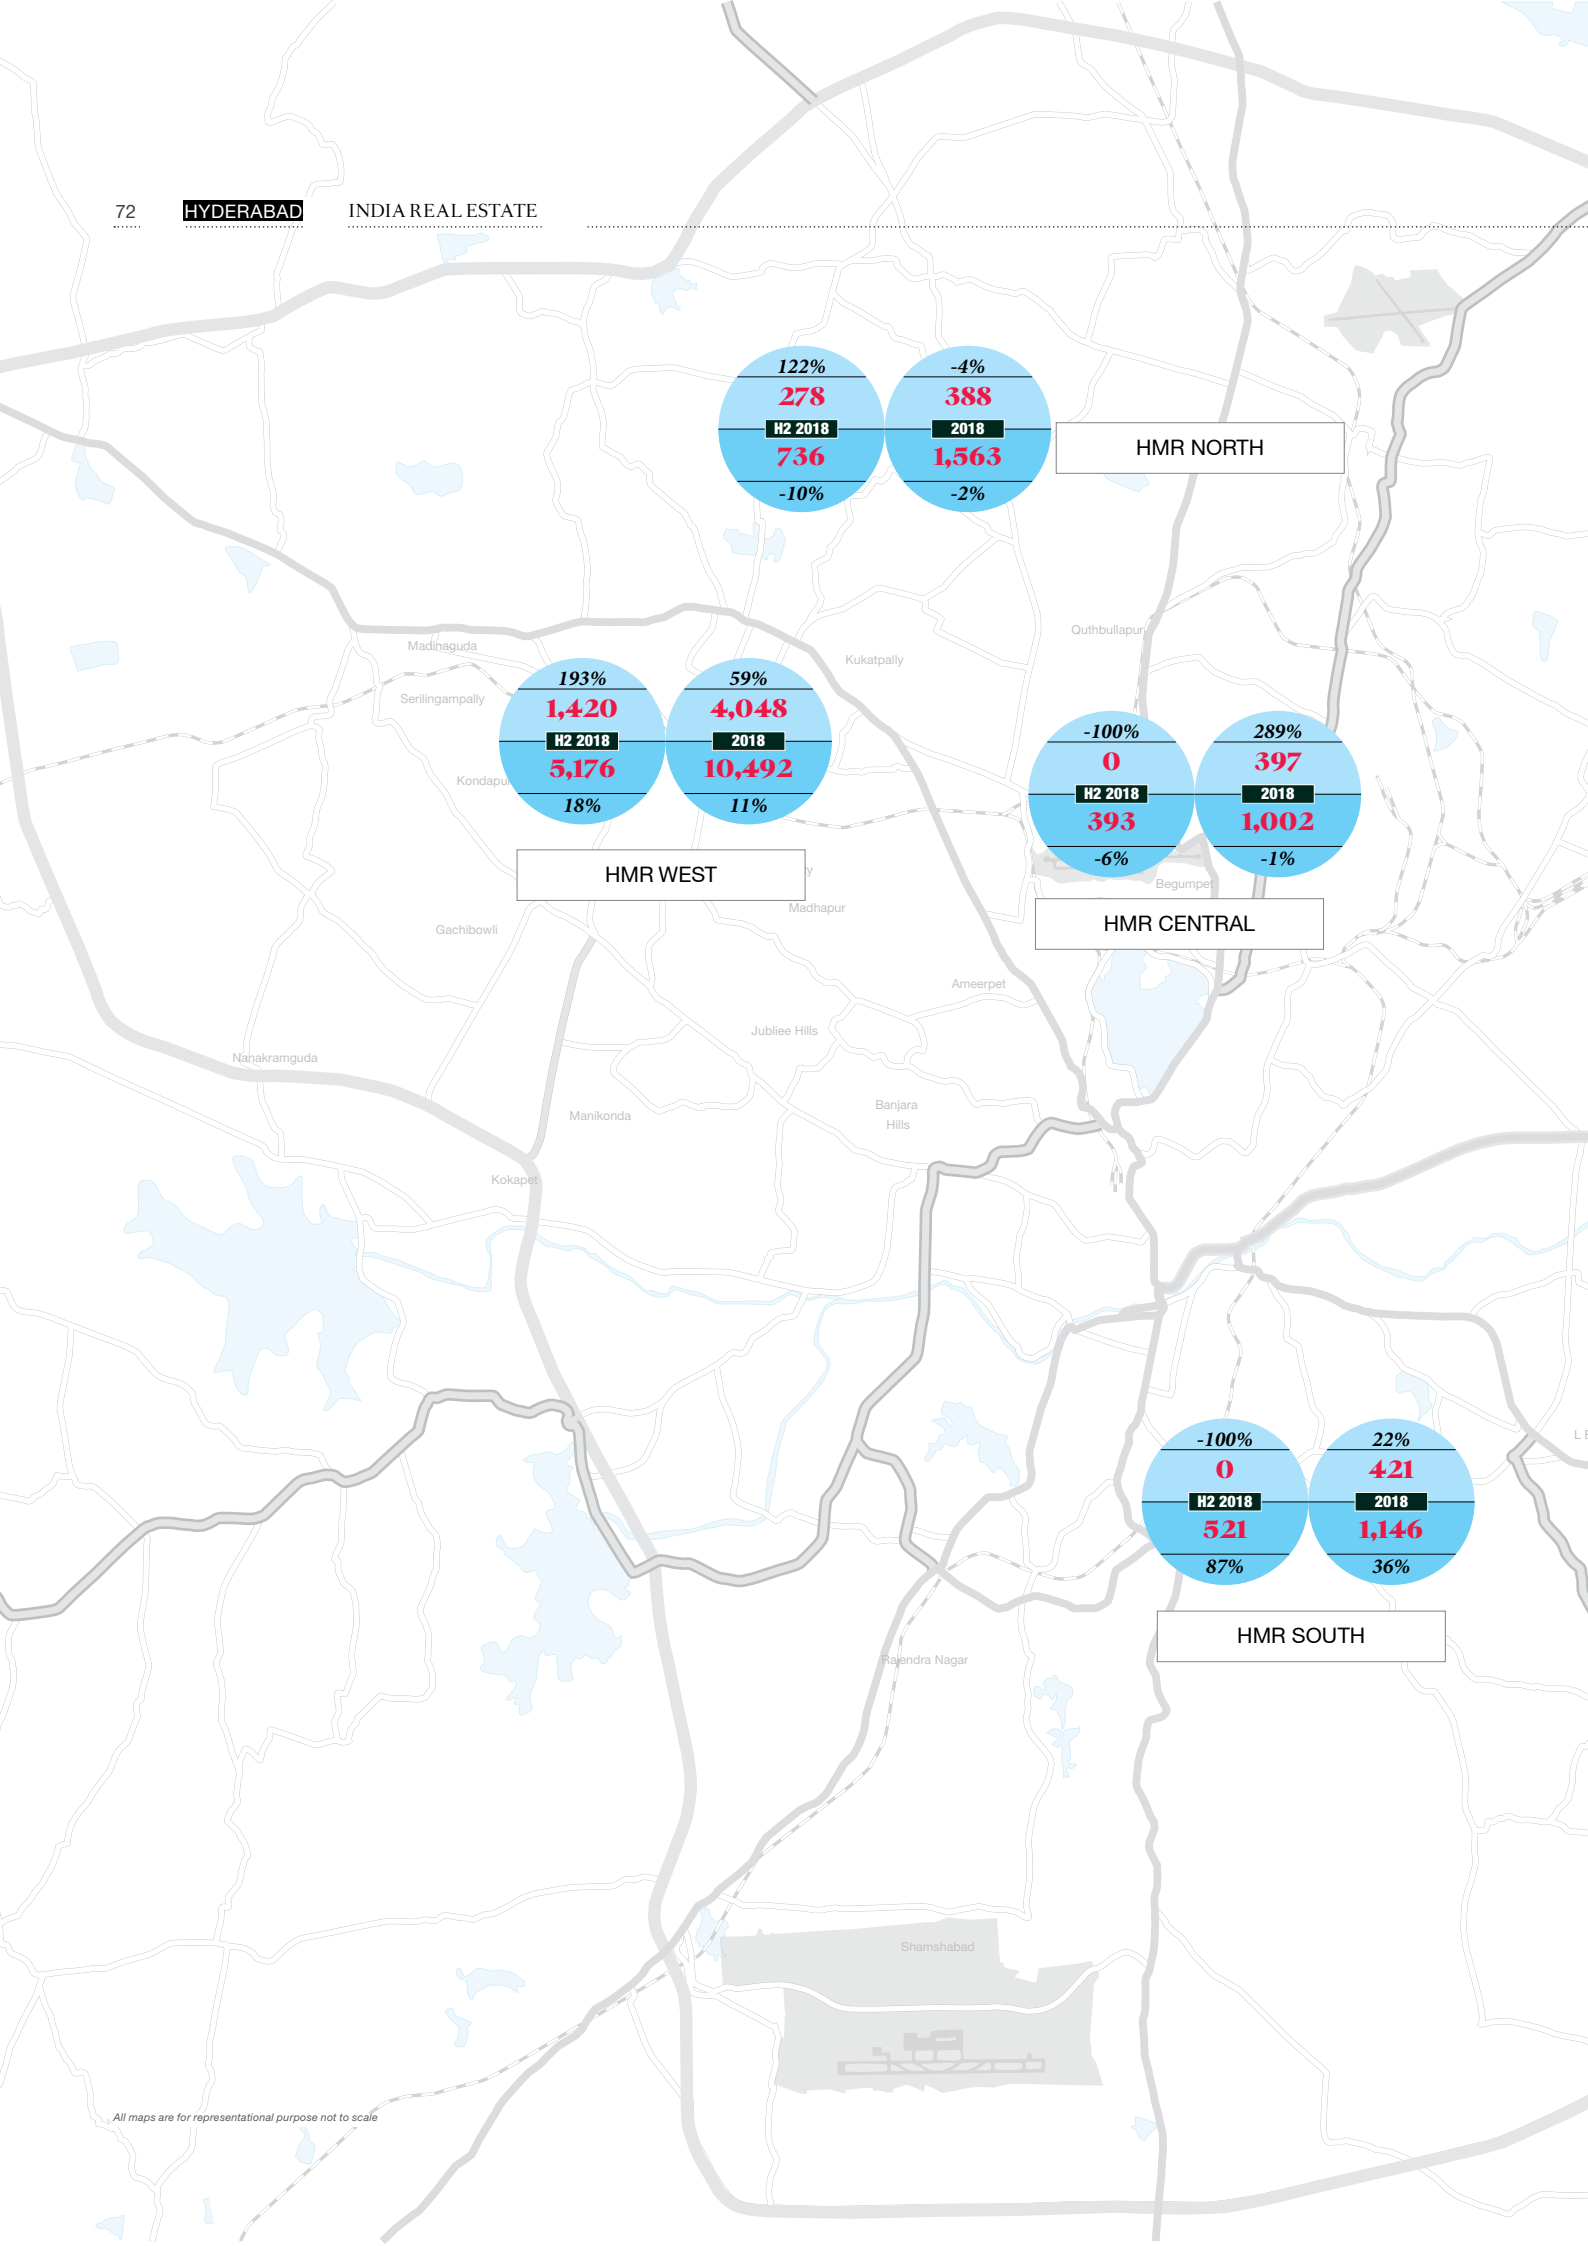 72 HYDERABAD INDIA REAL ESTATE
122%
278
H2 2018
736
-10%
-4%
388
2018
1,563
-2%
HMR NORTH
Quthbullapur
Madinaguda
Kukatpally
Serilingampally
193%
1,420
H2 2018
5,176
18%
59%
4,048
2018
10,492
11%
Kondapur
HMR WEST
-100%
0
H2 2018
393
-6%
289%
397
2018
1,002
-1%
Begumpet
HMR CENTRAL
Madhapur
Gachibowli
Ameerpet
Jubliee Hills
Nanakramguda
Banjara
Hills
Manikonda
Kokapet
-100%
0
H2 2018
521
87%
22%
421
2018
1,146
36%
HMR SOUTH
Rajendra Nagar
Shamshabad
All maps are for representational purpose not to scale